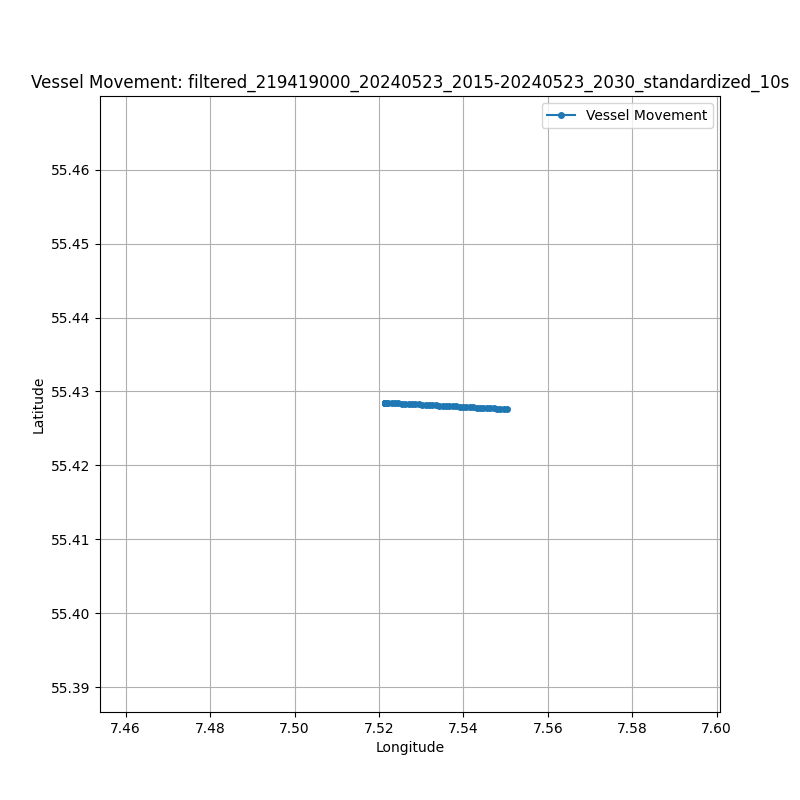 Vessel Movement: filtered_219419000_20240523_2015-20240523_2030_standardized_10s
Vessel Movement
55.46
55.45
55.44
55.43
55.42
55.41
55.40
55.39
Latitude
7.46 7.48 7.50 7.52 7.54 7.56 7.58 7.60
Longitude